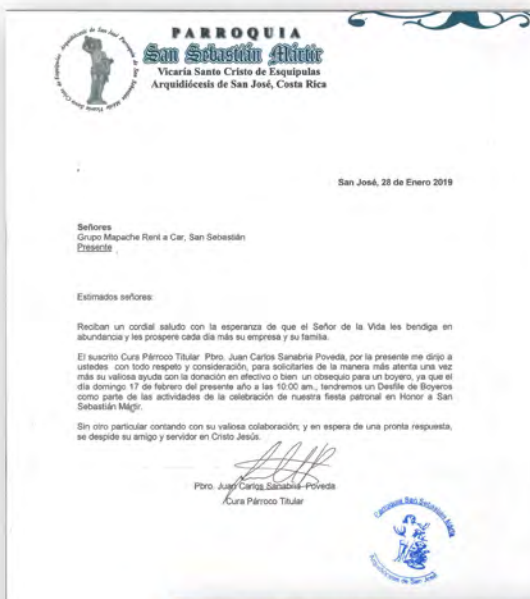 PARROQUIA
San Sebastián Mártir
Vicaría Santo Cristo de Esquipulas
Arquidiócesis de San José, Costa Rica
San José, 28 de Enero 2019
Señores
Grupo Mapache Rent a Car, San Sebastián
Presente
Estimados señores:
Reciban un cordial saludo con la esperanza de que el Señor de la Vida les bendiga en
abundancia y les prospere cada día más su empresa y su familia.
El suscrito Cura Párroco Titular Pbro. Juan Carlos Sanabria Poveda, por la presente me dirijo a
ustedes con todo respeto y consideración, para solicitarles de la manera más atenta una vez
más su valiosa ayuda con la donación en efectivo o bien un obsequio para un boyero, ya que el
día domingo 17 de febrero del presente año a las 10:00 am., tendremos un Desfile de Boyeros
como parte de las actividades de la celebración de nuestra fiesta patronal en Honor a San
Sebastián Mártir.
Sin otro particular contando con su valiosa colaboración; y en espera de una pronta respuesta,
se despide su amigo y servidor en Cristo Jesús.
Pbro. Juan Carlos Sanabria Poveda
Cura Párroco Titular
Parroquia San Sebastián Mártir
Arquidiócesis de San José